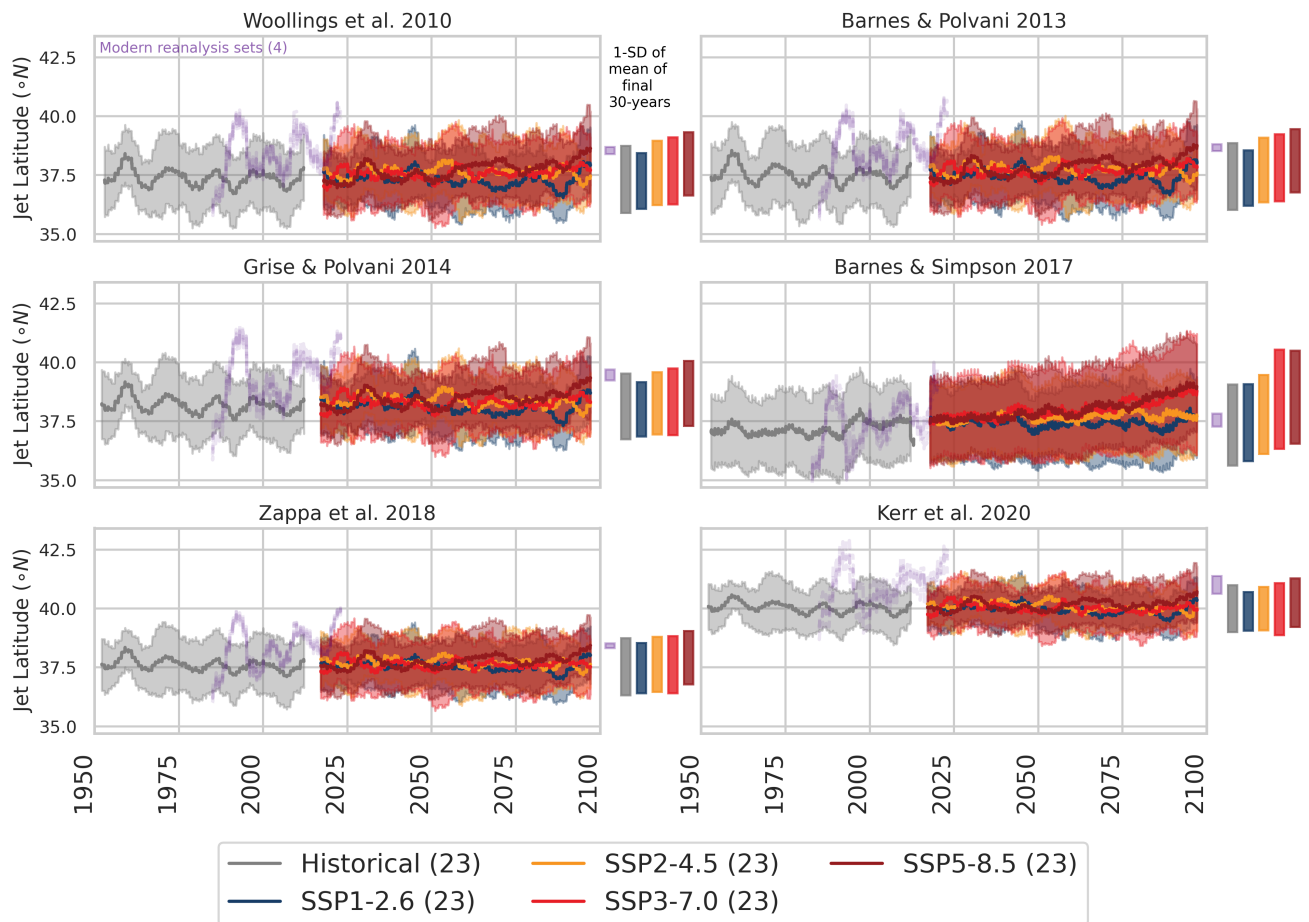 Woollings et al. 2010
Barnes & Polvani 2013
Jet Latitude (∘N)
42.5
40.0
37.5
35.0
Modern reanalysis sets (4)
1-SD of
mean of
final
30-years
Grise & Polvani 2014
Barnes & Simpson 2017
Jet Latitude (∘N)
42.5
40.0
37.5
35.0
Zappa et al. 2018
Kerr et al. 2020
Jet Latitude (∘N)
42.5
40.0
37.5
35.0
1950
1975
2000
2025
2050
2075
2100
1950
1975
2000
2025
2050
2075
2100
Historical (23)
SSP2-4.5 (23)
SSP5-8.5 (23)
SSP1-2.6 (23)
SSP3-7.0 (23)